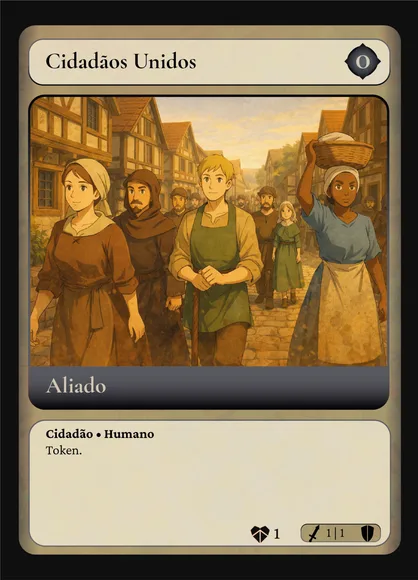 Cidadãos Unidos
0
Aliado
Cidadão • Humano
Token.
1
1|1